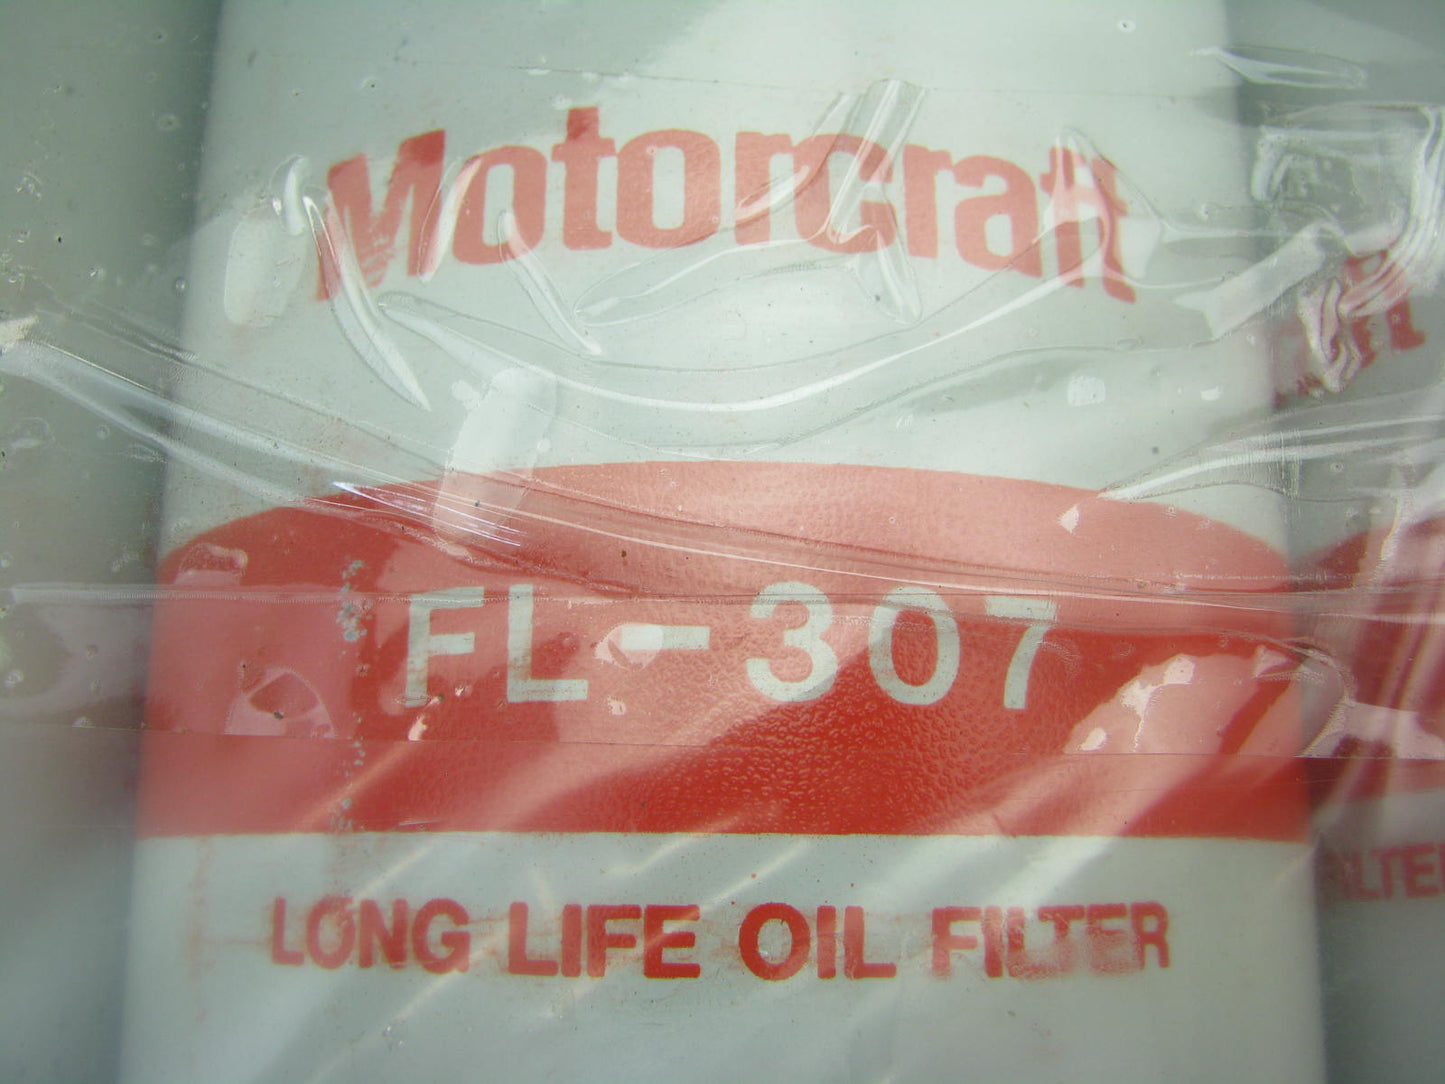 Motorcraft
FL-307
LONG LIFE OIL FILTER